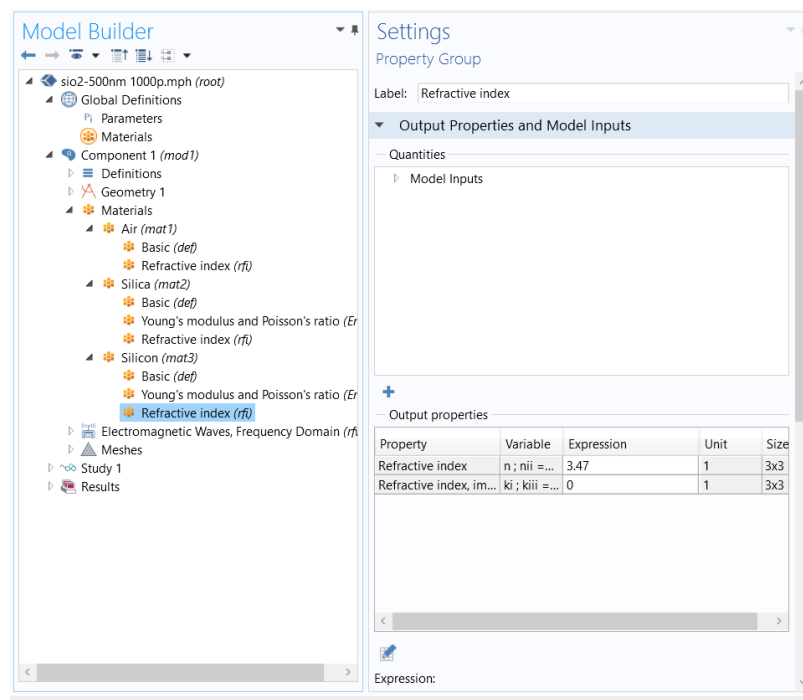 Model Builder
sio2-500nm 1000p.mph (root)
Global Definitions
Pi Parameters
Materials
Component 1 (mod1)
Definitions
Geometry 1
Materials
Air (mat1)
Basic (def)
Refractive index (rfi)
Silica (mat2)
Basic (def)
Young's modulus and Poisson's ratio (Er
Refractive index (rfi)
Silicon (mat3)
Basic (def)
Young's modulus and Poisson's ratio (Er
Refractive index (rfi)
Electromagnetic Waves, Frequency Domain (rfi
Meshes
Study 1
Results
Settings
Property Group
Label: Refractive index
Output Properties and Model Inputs
Quantities
Model Inputs
Output properties
Property Variable Expression Unit Size
Refractive index n ; nii =... 3.47 1 3x3
Refractive index, im... ki ; kiii =... 0 1 3x3
Expression: